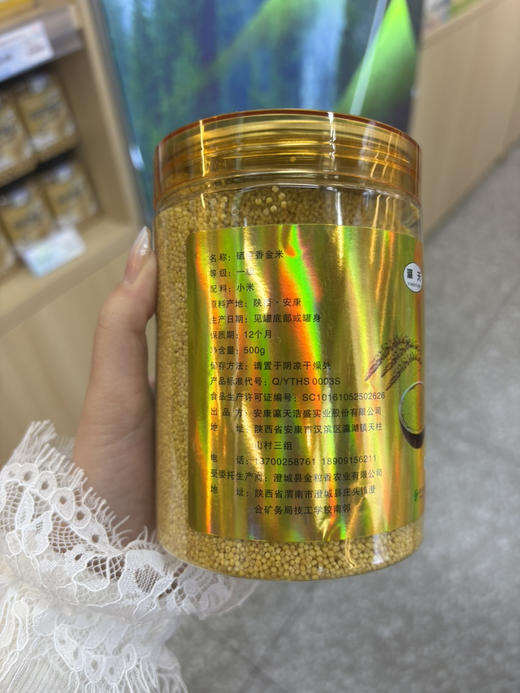 名称：硒谷香金米
等级：一级
配料：小米
原料产地：陕西·安康
生产日期：见罐底部或罐身
保质期：12个月
净含量：500g
储存方法：请置于阴凉干燥处
产品标准代号：Q/YTHS 0003S
食品生产许可证编号：SC10161052502626
出品方：安康瀛天浩盛实业股份有限公司
地址：陕西省安康市汉滨区瀛湖镇天柱
山村三组
电话：13700258761 18909156211
受委托生产商：澄城县金粒香农业有限公司
地址：陕西省渭南市澄城县庄头镇澄
合矿务局技工学校南邻
瀛天